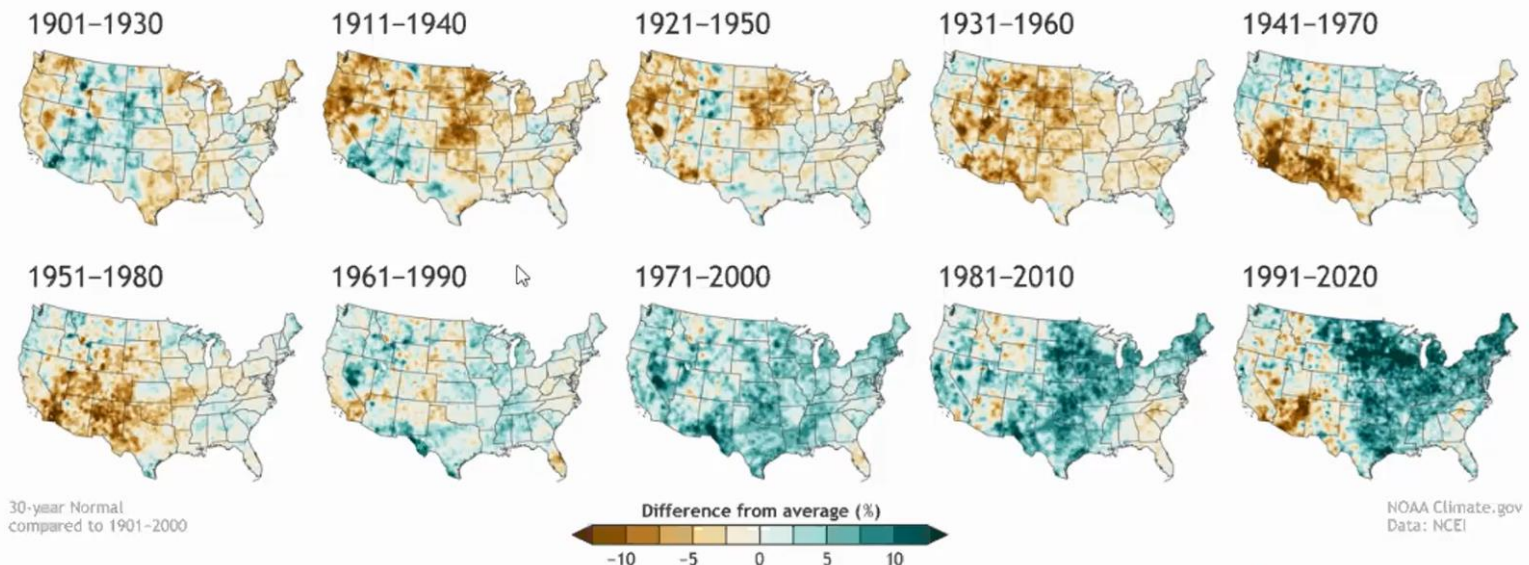 1901–1930
1911–1940
1921–1950
1931–1960
1941–1970
1951–1980
1961–1990
1971–2000
1981–2010
1991–2020
30-year Normal
compared to 1901–2000
Difference from average (%)
−10 −5 0 5 10
NOAA Climate.gov
Data: NCEI